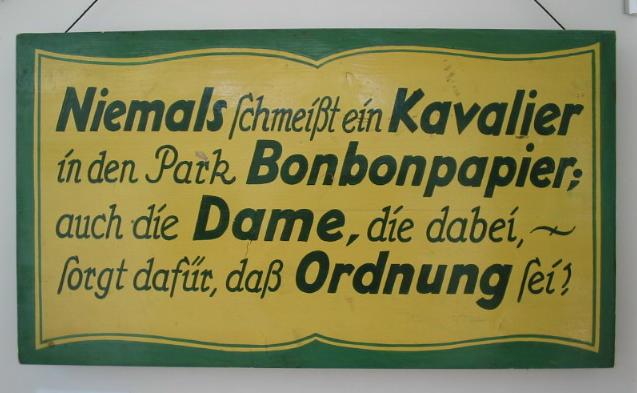 Niemals ſchmeißt ein Kavalier
in den Park Bonbonpapier;
auch die Dame, die dabei, ~
ſorgt dafür, daß Ordnung ſei!